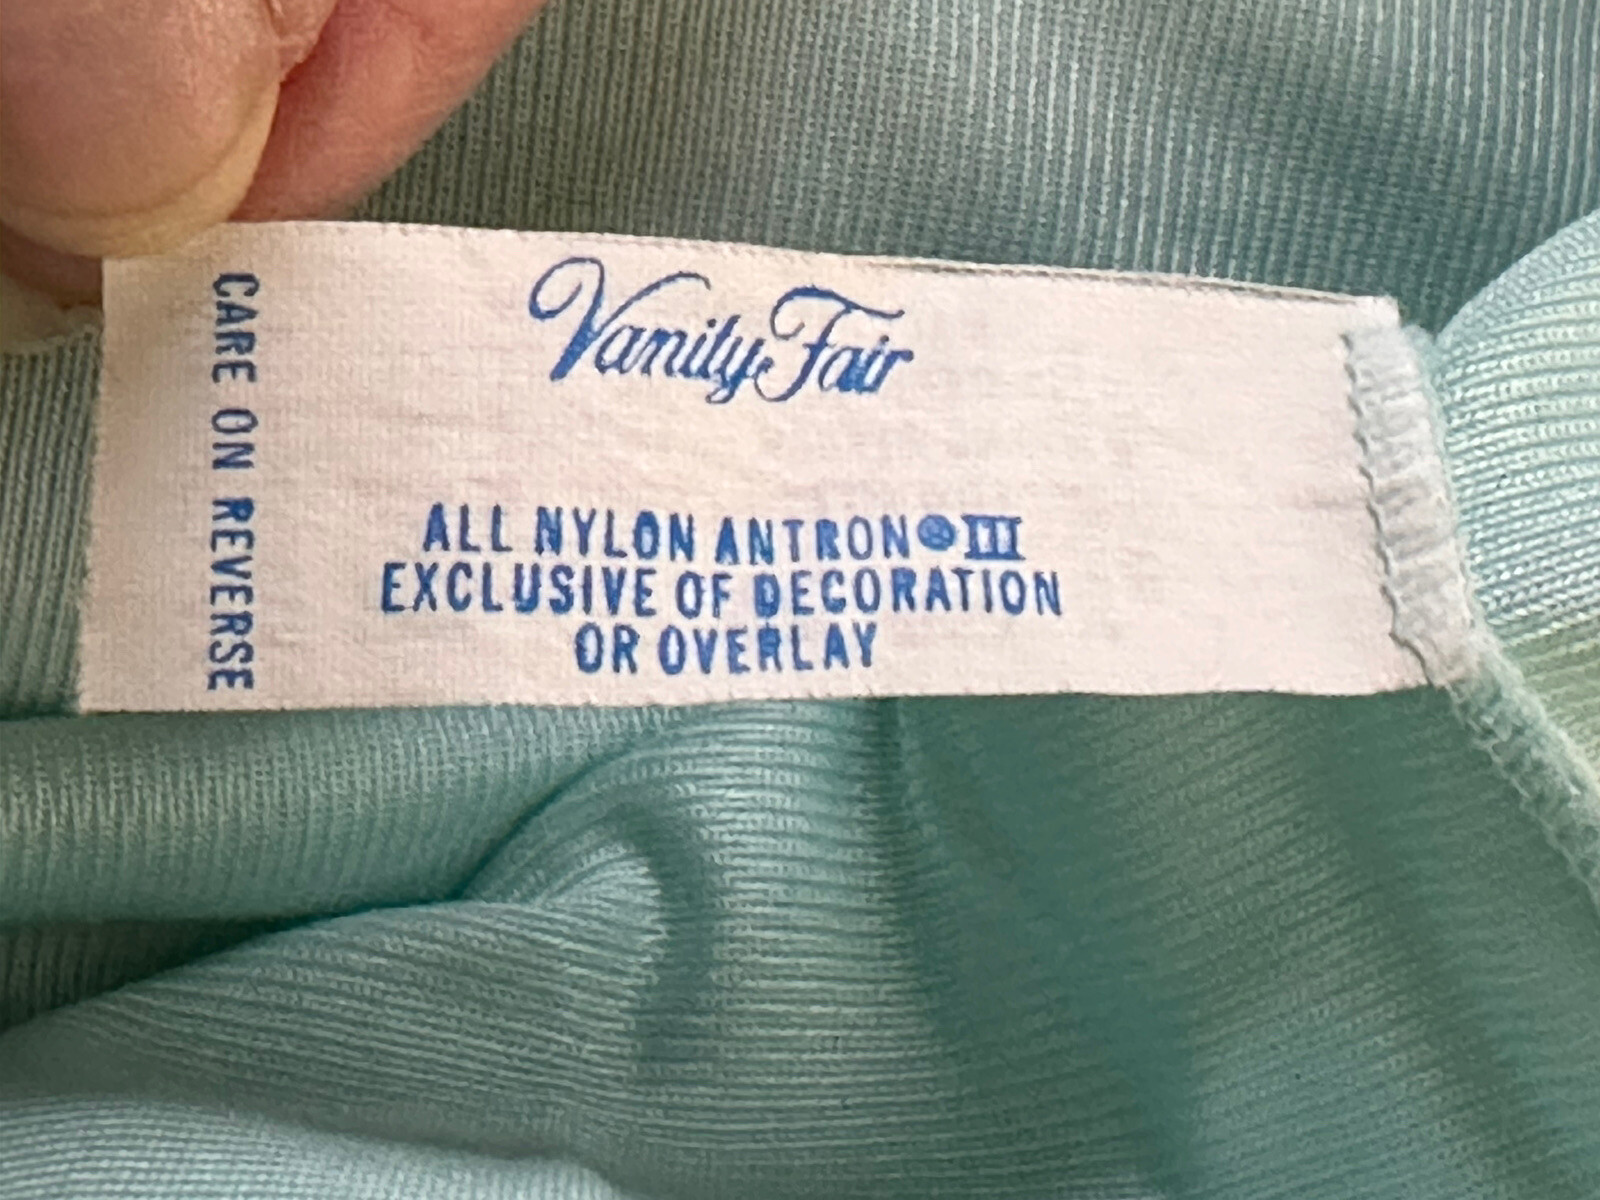 Vanity Fair
CARE ON REVERSE
ALL NYLON ANTRON® III
EXCLUSIVE OF DECORATION
OR OVERLAY